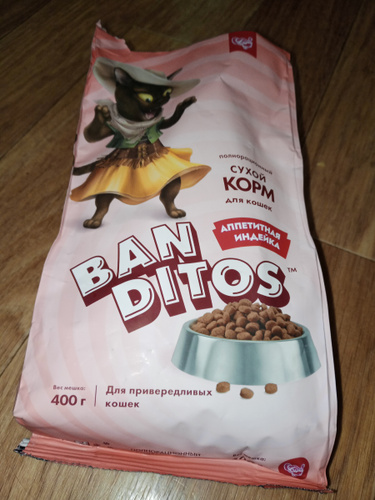 полнорационный
СУХОЙ
КОРМ
для кошек
АППЕТИТНАЯ
ИНДЕЙКА
BAN
DITOS™
Вес нетто:
400 г
Для привередливых
кошек